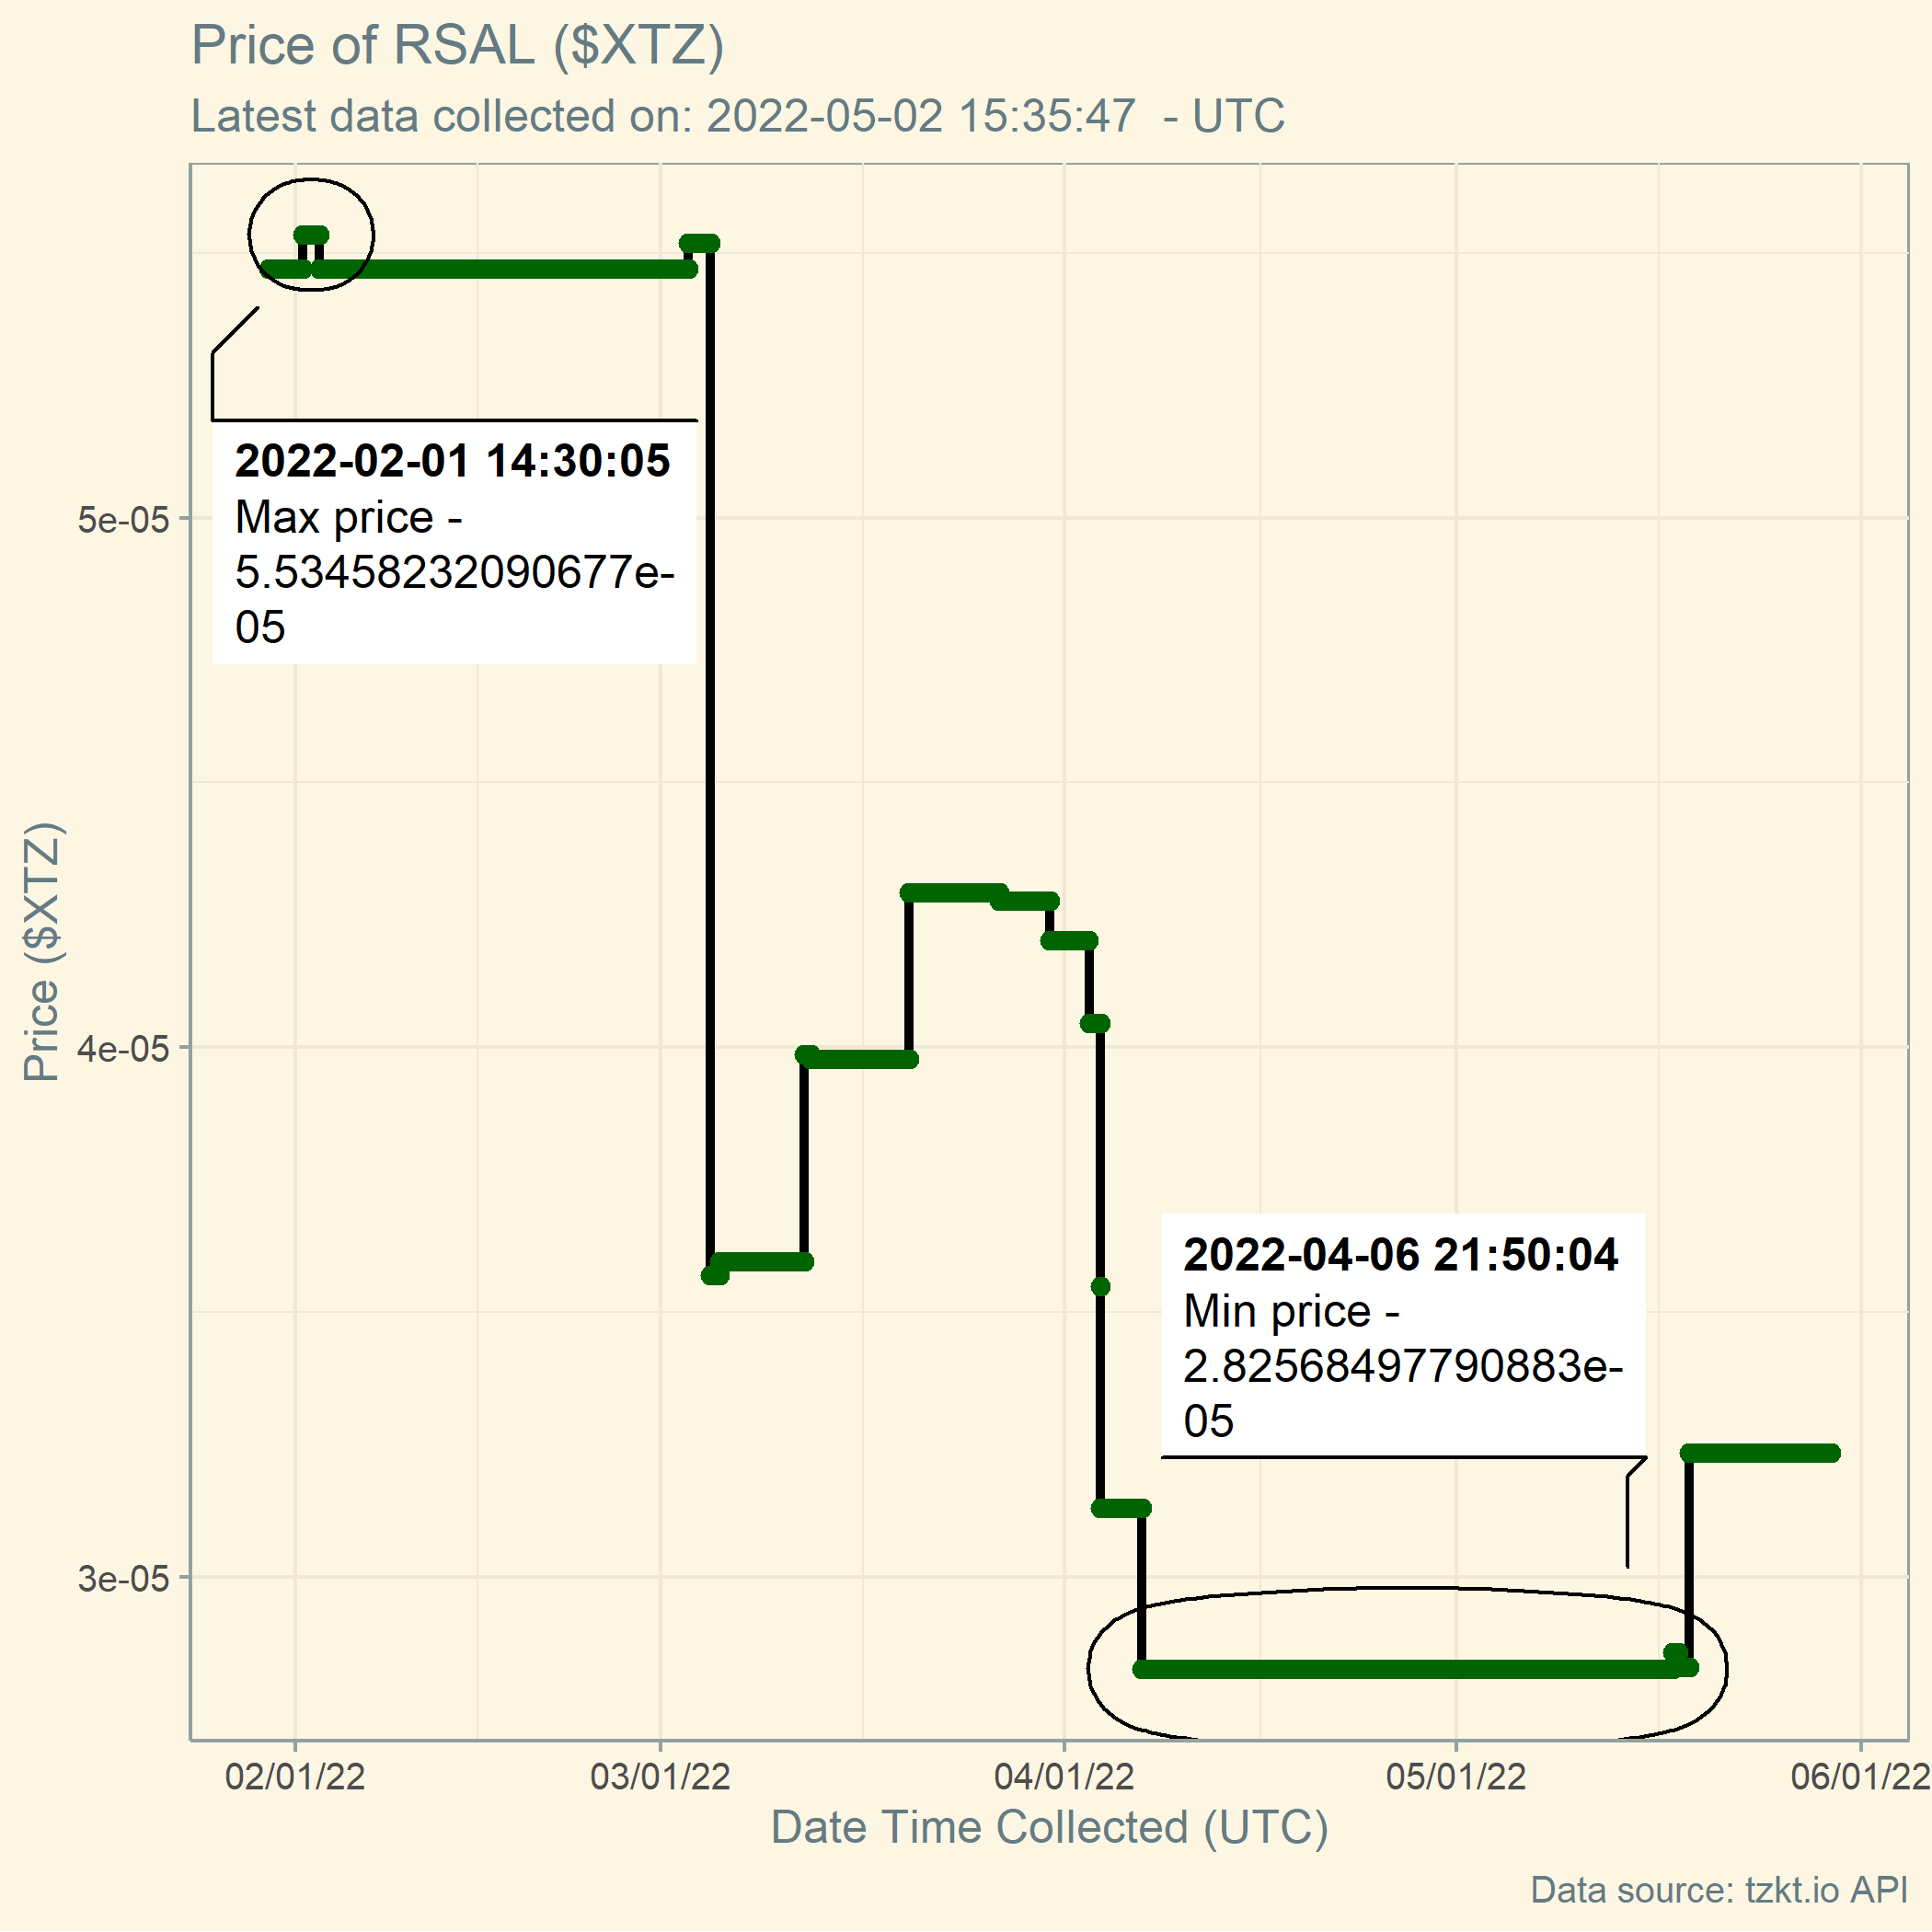 Price of RSAL ($XTZ)
Latest data collected on: 2022-05-02 15:35:47  - UTC
2022-02-01 14:30:05
Max price -
5.53458232090677e-
05
5e-05
Price ($XTZ)
4e-05
2022-04-06 21:50:04
Min price -
2.82568497790883e-
05
3e-05
02/01/22
03/01/22
04/01/22
05/01/22
06/01/22
Date Time Collected (UTC)
Data source: tzkt.io API